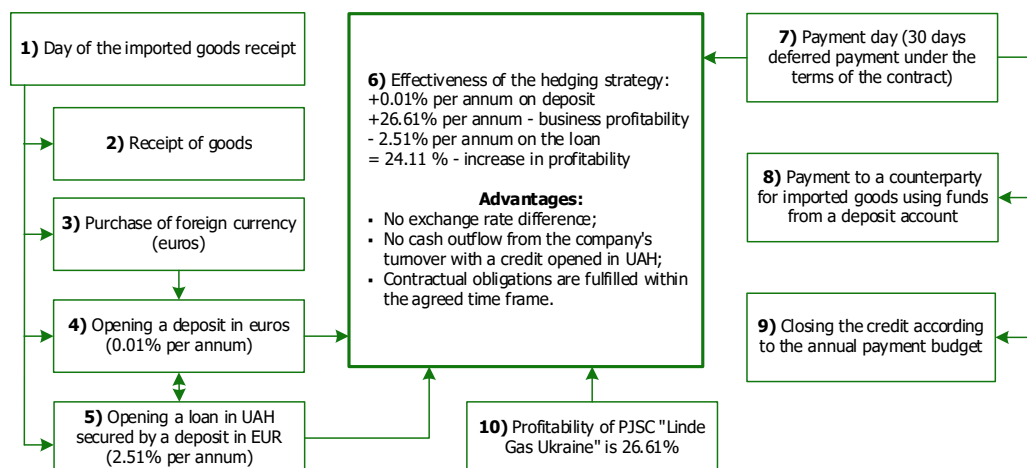 1) Day of the imported goods receipt
2) Receipt of goods
3) Purchase of foreign currency
(euros)
4) Opening a deposit in euros
(0.01% per annum)
5) Opening a loan in UAH
secured by a deposit in EUR
(2.51% per annum)
6) Effectiveness of the hedging strategy:
+0.01% per annum on deposit
+26.61% per annum - business profitability
- 2.51% per annum on the loan
= 24.11 % - increase in profitability
Advantages:
▪ No exchange rate difference;
▪ No cash outflow from the company's
turnover with a credit opened in UAH;
▪ Contractual obligations are fulfilled within
the agreed time frame.
7) Payment day (30 days
deferred payment under the
terms of the contract)
8) Payment to a counterparty
for imported goods using funds
from a deposit account
9) Closing the credit according
to the annual payment budget
10) Profitability of PJSC "Linde
Gas Ukraine" is 26.61%